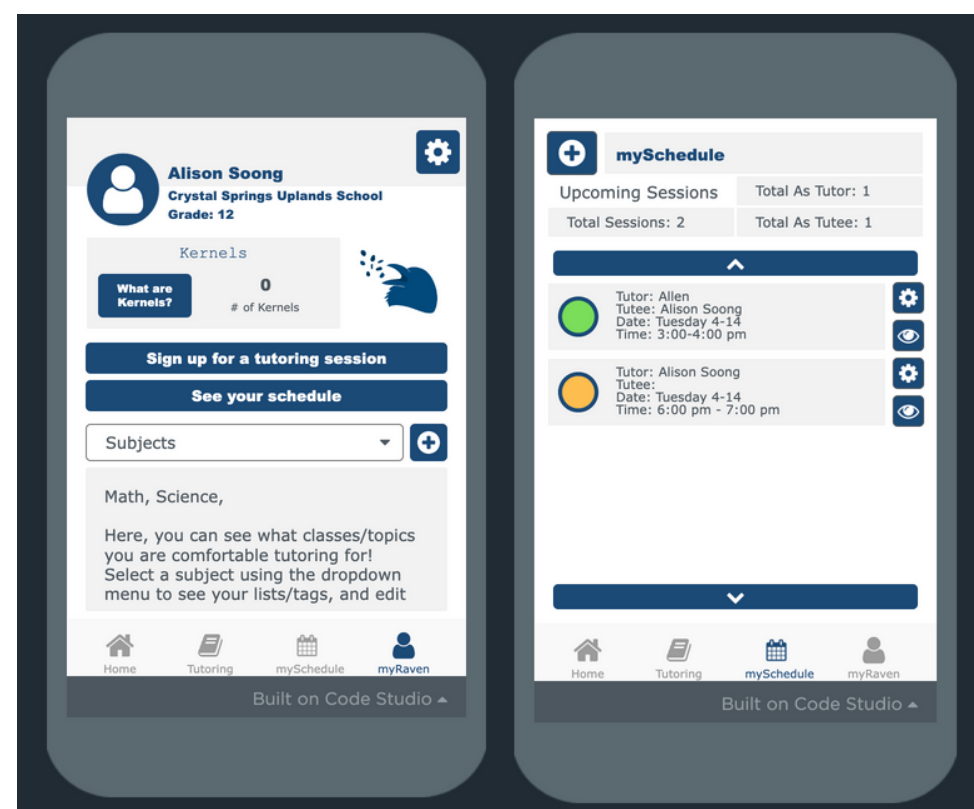 Alison Soong
Crystal Springs Uplands School
Grade: 12
Kernels
What are
Kernels?
0
# of Kernels
Sign up for a tutoring session
See your schedule
Subjects
Math, Science,
Here, you can see what classes/topics
you are comfortable tutoring for!
Select a subject using the dropdown
menu to see your lists/tags, and edit
Home
Tutoring
mySchedule
myRaven
Built on Code Studio
mySchedule
Upcoming Sessions
Total As Tutor: 1
Total Sessions: 2
Total As Tutee: 1
Tutor: Allen
Tutee: Alison Soong
Date: Tuesday 4-14
Time: 3:00-4:00 pm
Tutor: Alison Soong
Tutee:
Date: Tuesday 4-14
Time: 6:00 pm - 7:00 pm
Home
Tutoring
mySchedule
myRaven
Built on Code Studio